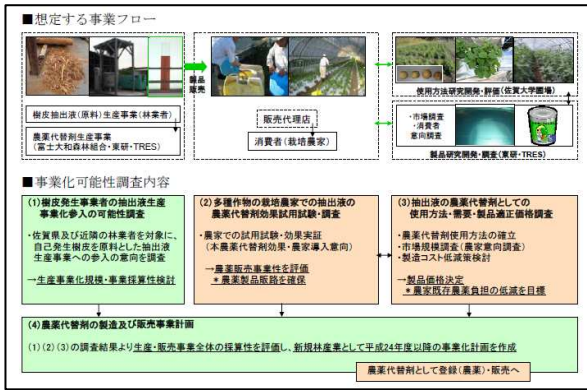 ■想定する事業フロー
製品
販売
樹皮抽出液(原料)生産事業(林業者)
農薬代替剤生産事業
(富士大和森林組合・東研・TRES)
販売代理店
消費者(栽培農家)
使用方法研究開発・評価(佐賀大学圃場)
・市場調査
・消費者
意向調査
製品研究開発・調査(東研・TRES)
■事業化可能性調査内容
(1)樹皮発生事業者の抽出液生産
事業化参入の可能性調査
・佐賀県及び近隣の林業者を対象に、
自己発生樹皮を原料とした抽出液
生産事業への参入の意向を調査
→生産事業化規模・事業採算性検討
(2)多種作物の栽培農家での抽出液の
農薬代替剤効果試用試験・調査
・農家での試用試験・効果実証
(本農薬代替剤効果・農家導入意向)
→農薬販売事業性を評価
*農薬製品販路を確保
(3)抽出液の農薬代替剤としての
使用方法・需要・製品適正価格調査
・農薬代替剤使用方法の確立
・市場規模調査(農家意向調査)
・製造コスト低減策検討
→製品価格決定
*農家既存農薬負担の低減を目標
(4)農薬代替剤の製造及び販売事業計画
(1)(2)(3)の調査結果より生産・販売事業全体の採算性を評価し、新規林産業として平成24年度以降の事業化計画を作成
農薬代替剤として登録(農薬)・販売へ